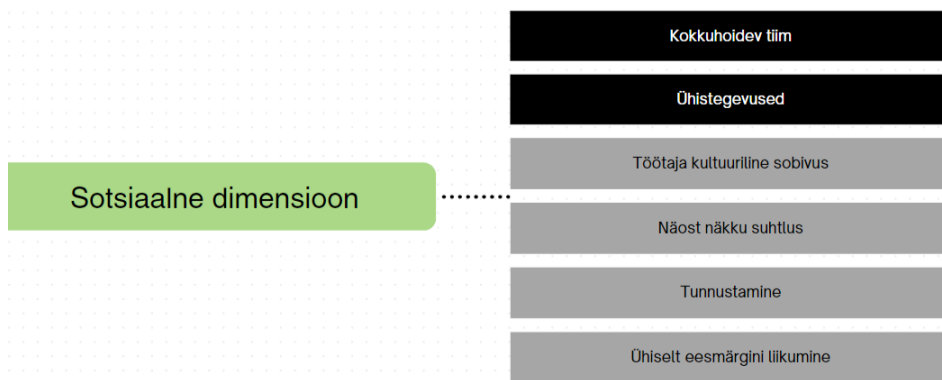 Kokkuhoidev tiim
Ühistegevused
Sotsiaalne dimensioon
Töötaja kultuuriline sobivus
Näost näkku suhtlus
Tunnustamine
Ühiselt eesmärgini liikumine